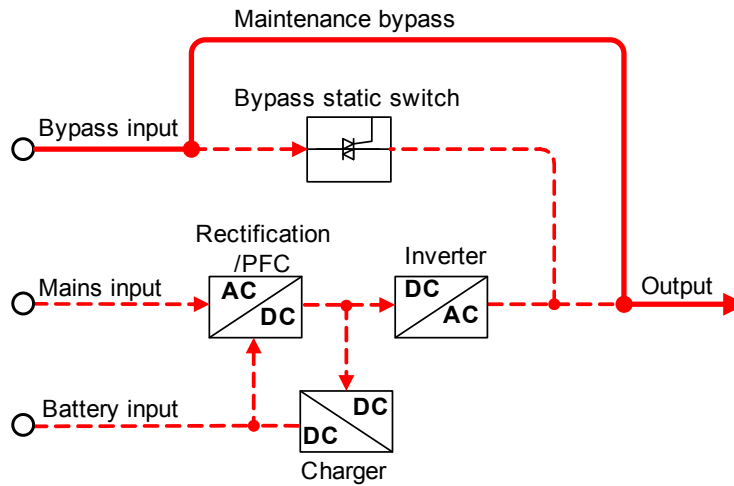 Maintenance bypass
Bypass static switch
Bypass input
Rectification
/PFC
Inverter
Mains input
AC
DC
DC
AC
Output
Battery input
DC
DC
Charger